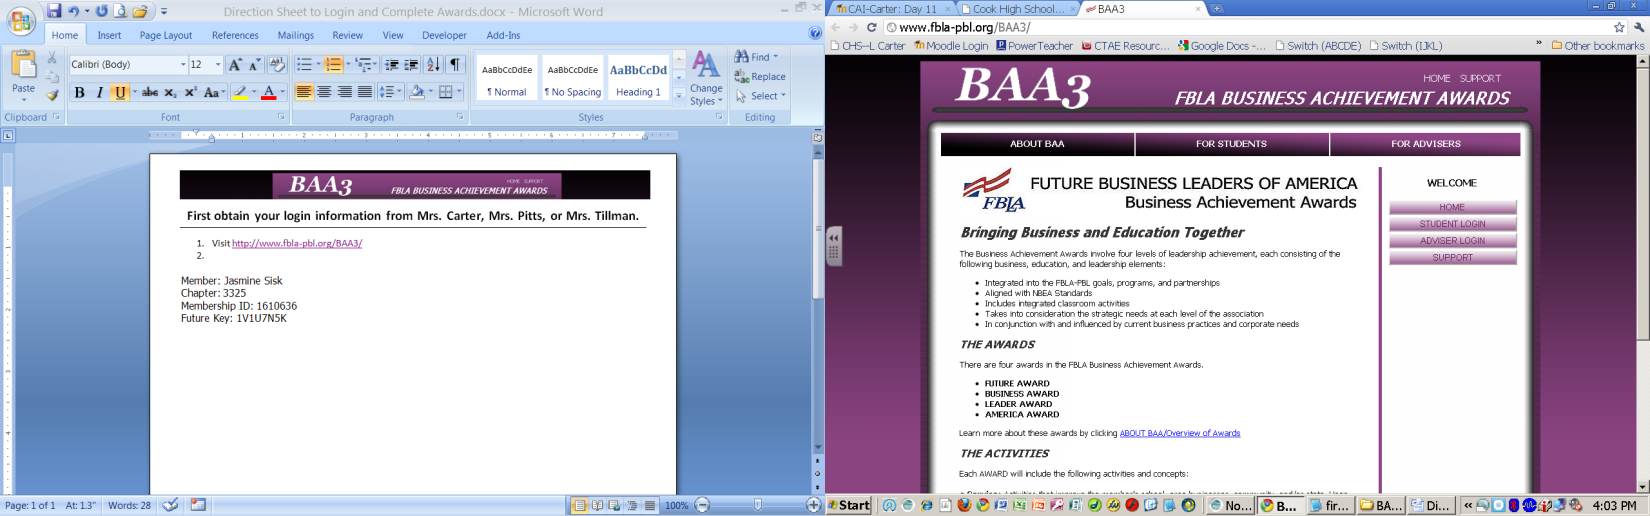 Direction Sheet to Login and Complete Awards.docx - Microsoft Word
Home Insert Page Layout References Mailings Review View Developer Add-Ins
Calibri (Body) 12
Paste
B I U abc x₂ x² Aa
AaBbCcDdEe AaBbCcDdEe AaBbCcDd
¶ Normal ¶ No Spacing Heading 1
Change Styles
Find
Replace
Select
Clipboard Font Paragraph Styles Editing
BAA3
HOME SUPPORT
FBLA BUSINESS ACHIEVEMENT AWARDS
First obtain your login information from Mrs. Carter, Mrs. Pitts, or Mrs. Tillman.
1. Visit http://www.fbla-pbl.org/BAA3/
2.
Member: Jasmine Sisk
Chapter: 3325
Membership ID: 1610636
Future Key: 1V1U7N5K
Page: 1 of 1 At: 1.3" Words: 28 100%
CAI-Carter: Day 11 Cook High School... BAA3
www.fbla-pbl.org/BAA3/
CHS--L Carter Moodle Login PowerTeacher CTAE Resourc... Google Docs -... Switch (ABCDE) Switch (IJKL) » Other bookmarks
BAA3
HOME SUPPORT
FBLA BUSINESS ACHIEVEMENT AWARDS
ABOUT BAA FOR STUDENTS FOR ADVISERS
FBLA
FUTURE BUSINESS LEADERS OF AMERICA
Business Achievement Awards
WELCOME
HOME
STUDENT LOGIN
ADVISER LOGIN
SUPPORT
Bringing Business and Education Together
The Business Achievement Awards involve four levels of leadership achievement, each consisting of the
following business, education, and leadership elements:
• Integrated into the FBLA-PBL goals, programs, and partnerships
• Aligned with NBEA Standards
• Includes integrated classroom activities
• Takes into consideration the strategic needs at each level of the association
• In conjunction with and influenced by current business practices and corporate needs
THE AWARDS
There are four awards in the FBLA Business Achievement Awards.
• FUTURE AWARD
• BUSINESS AWARD
• LEADER AWARD
• AMERICA AWARD
Learn more about these awards by clicking ABOUT BAA/Overview of Awards
THE ACTIVITIES
Each AWARD will include the following activities and concepts:
Start No... B... fir... BA... Di... « 4:03 PM